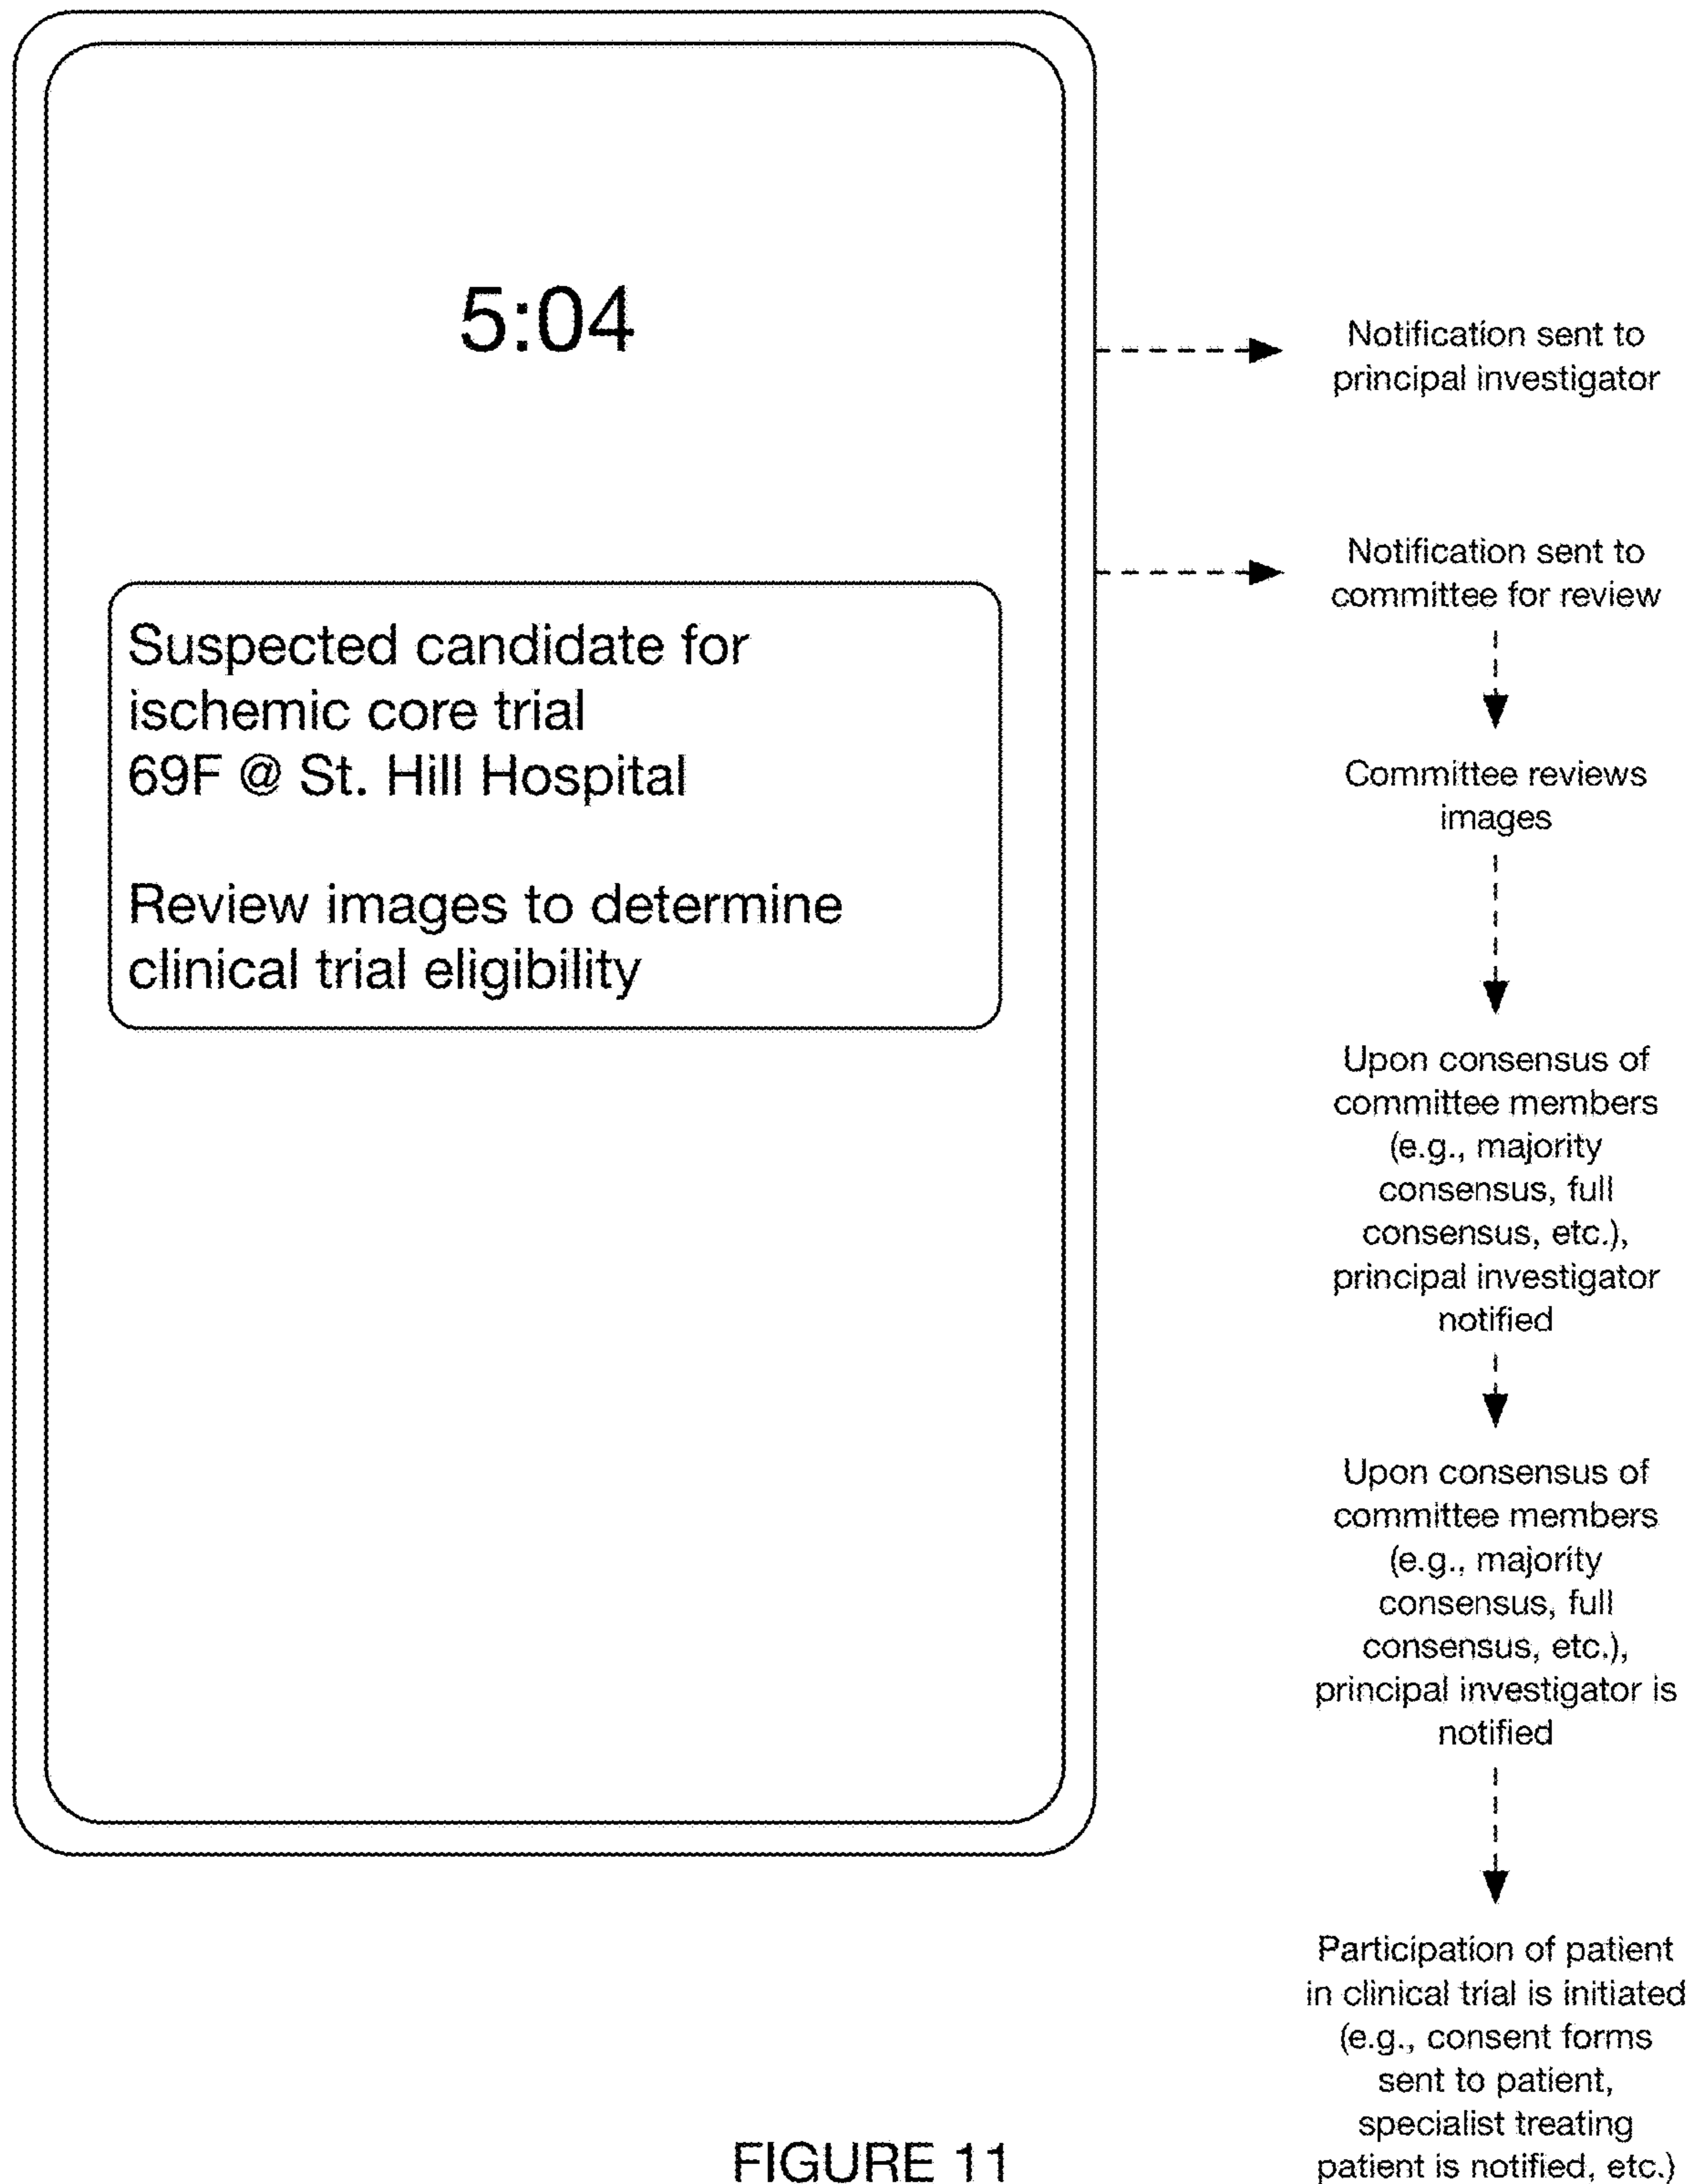 5:04
Suspected candidate for
ischemic core trial
69F @ St. Hill Hospital
Review images to determine
clinical trial eligibility
Notification sent to
principal investigator
Notification sent to
committee for review
Committee reviews
images
Upon consensus of
committee members
(e.g., majority
consensus, full
consensus, etc.),
principal investigator
notified
Upon consensus of
committee members
(e.g., majority
consensus, full
consensus, etc.),
principal investigator is
notified
Participation of patient
in clinical trial is initiated
(e.g., consent forms
sent to patient,
specialist treating
patient is notified, etc.)
FIGURE 11